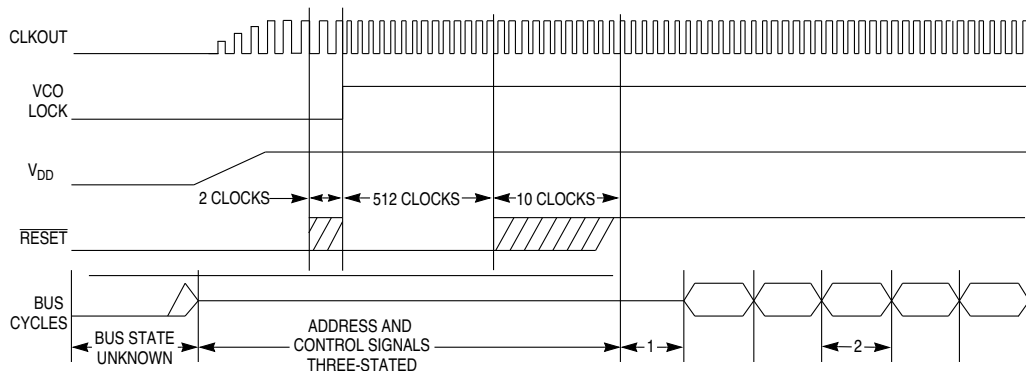 CLKOUT
VCO
LOCK
VDD
2 CLOCKS
512 CLOCKS
10 CLOCKS
RESET
BUS
CYCLES
BUS STATE
UNKNOWN
ADDRESS AND
CONTROL SIGNALS
THREE-STATED
1
2